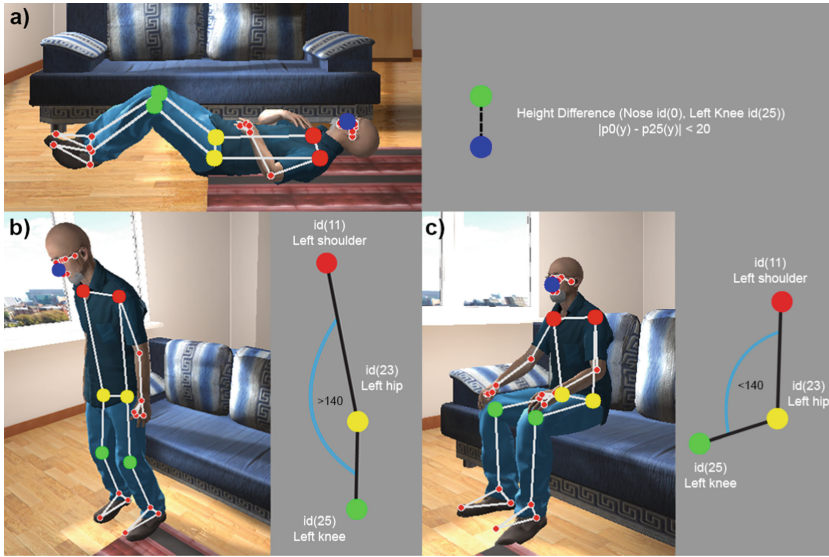 a)
Height Difference (Nose id(0), Left Knee id(25))
|p0(y) - p25(y)| < 20
b)
id(11)
Left shoulder
id(23)
Left hip
>140
id(25)
Left knee
c)
id(11)
Left shoulder
<140
id(23)
Left hip
id(25)
Left knee